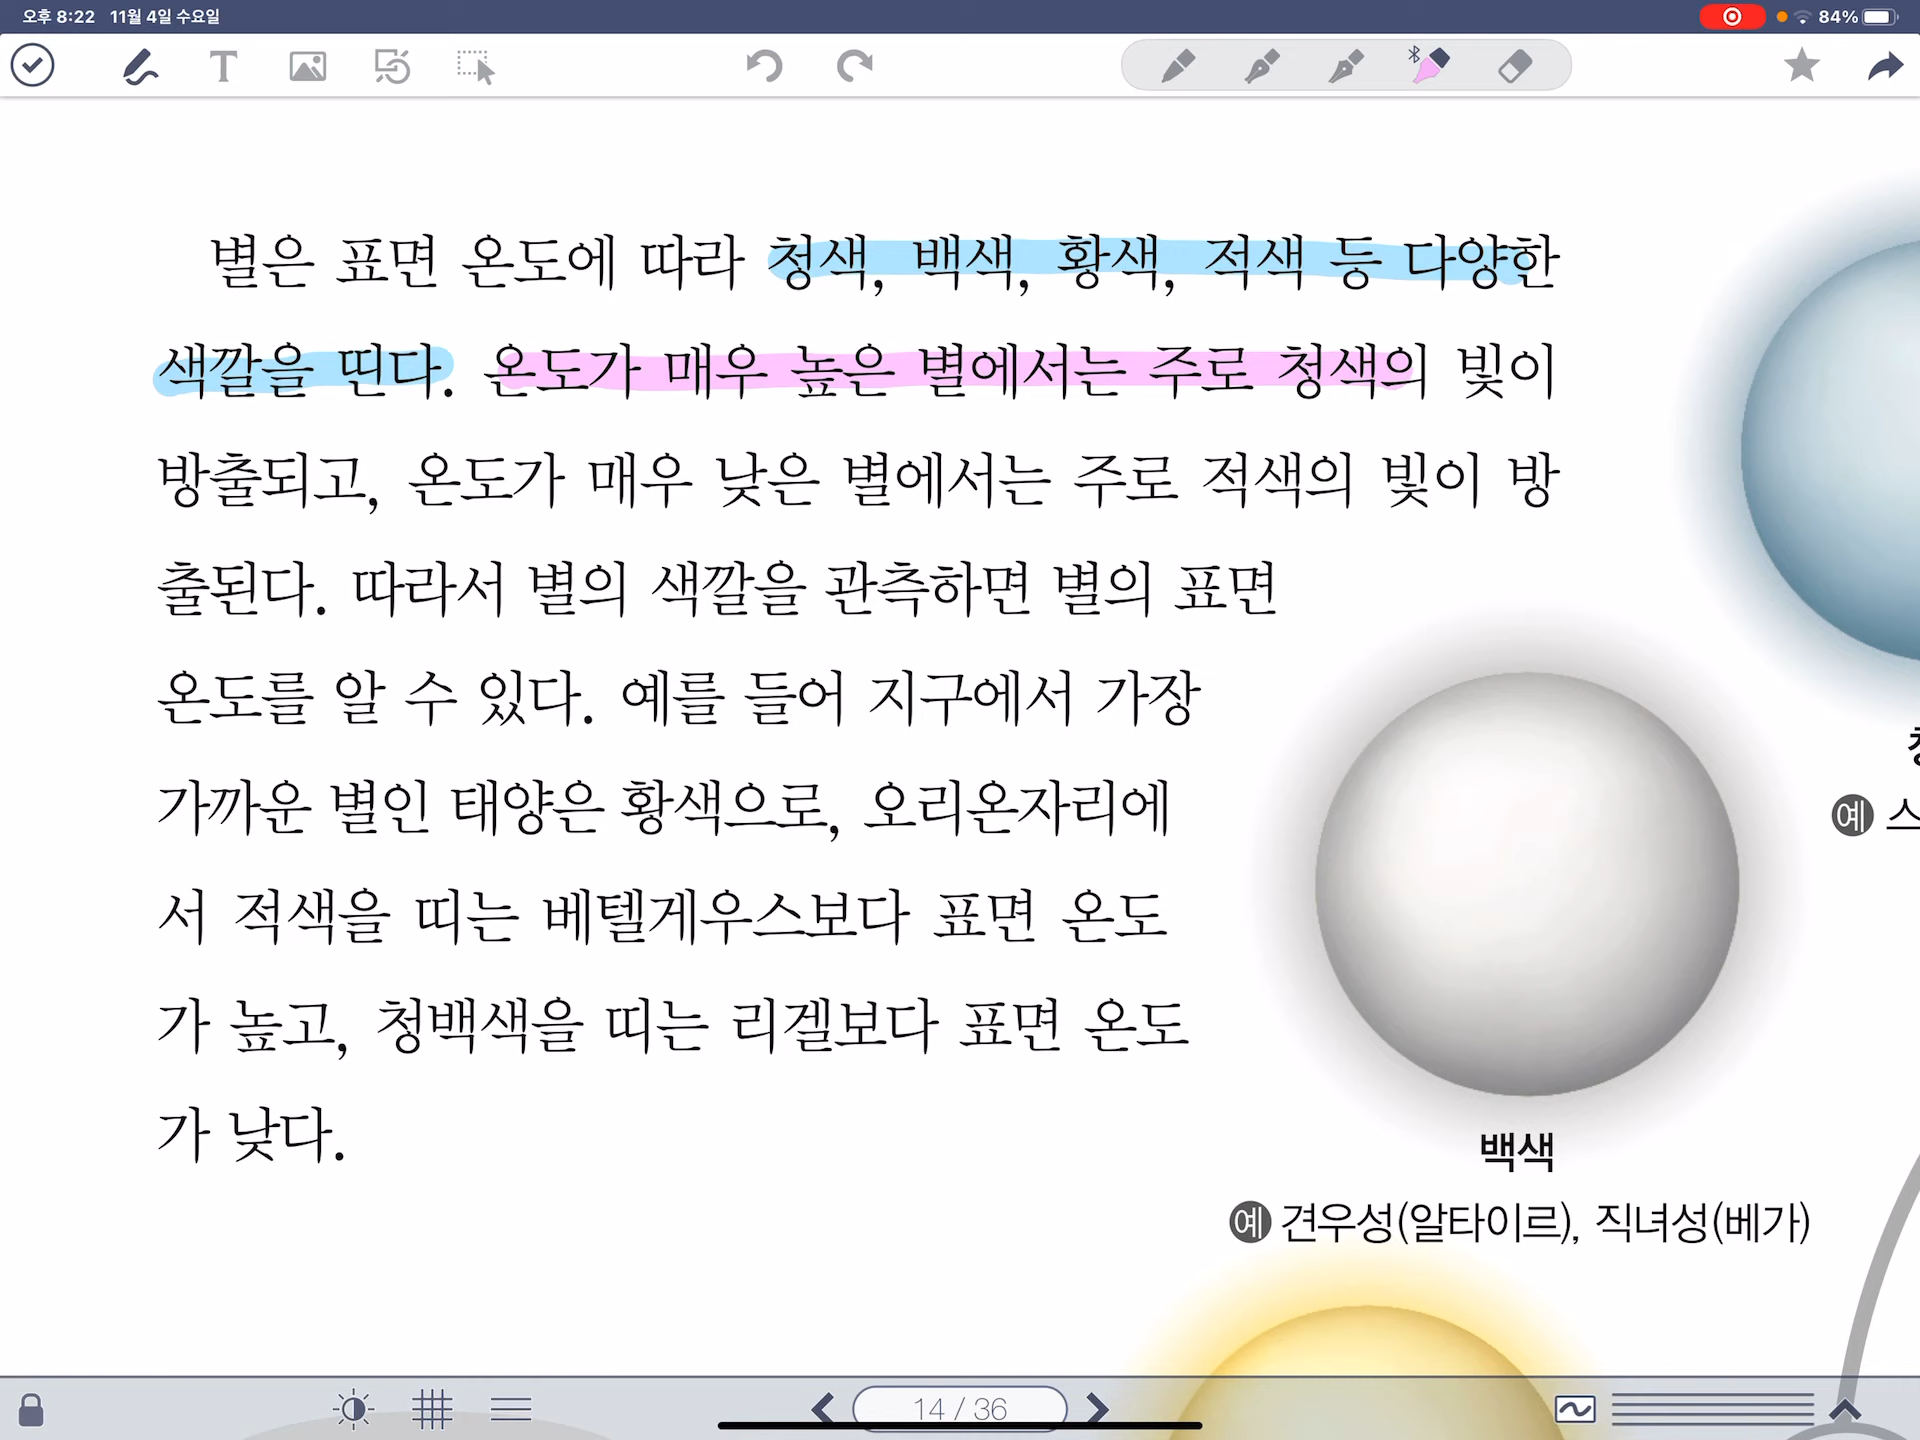 오후 8:22 11월 4일 수요일
84%
별은 표면 온도에 따라 청색, 백색, 황색, 적색 등 다양한
색깔을 띤다. 온도가 매우 높은 별에서는 주로 청색의 빛이
방출되고, 온도가 매우 낮은 별에서는 주로 적색의 빛이 방
출된다. 따라서 별의 색깔을 관측하면 별의 표면
온도를 알 수 있다. 예를 들어 지구에서 가장
가까운 별인 태양은 황색으로, 오리온자리에
서 적색을 띠는 베텔게우스보다 표면 온도
가 높고, 청백색을 띠는 리겔보다 표면 온도
가 낮다.
예 스
백색
예 견우성(알타이르), 직녀성(베가)
14 / 36